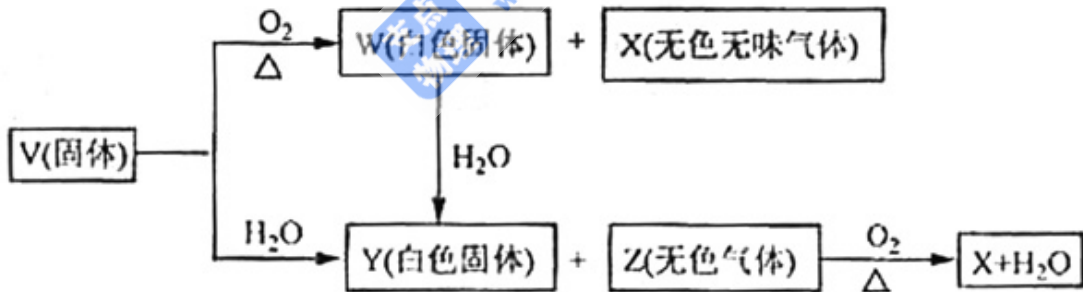 O₂
△
W(白色固体) + X(无色无味气体)
V(固体)
H₂O
H₂O
Y(白色固体) + Z(无色气体)
O₂
△
X+H₂O